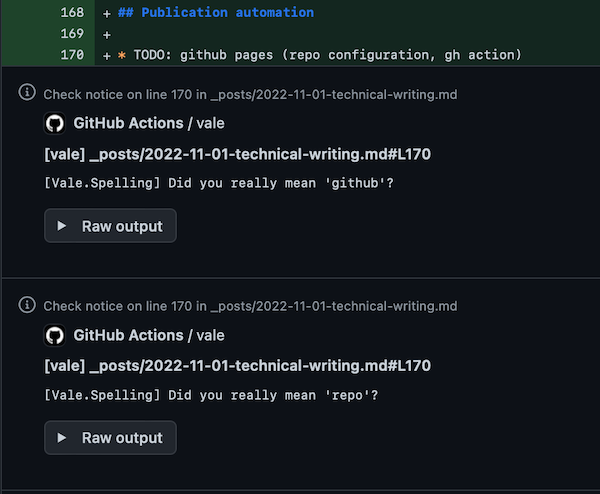 168 + ## Publication automation
169 +
170 + * TODO: github pages (repo configuration, gh action)
Check notice on line 170 in _posts/2022-11-01-technical-writing.md
GitHub Actions / vale
[vale] _posts/2022-11-01-technical-writing.md#L170
[Vale.Spelling] Did you really mean 'github'?
Raw output
Check notice on line 170 in _posts/2022-11-01-technical-writing.md
GitHub Actions / vale
[vale] _posts/2022-11-01-technical-writing.md#L170
[Vale.Spelling] Did you really mean 'repo'?
Raw output